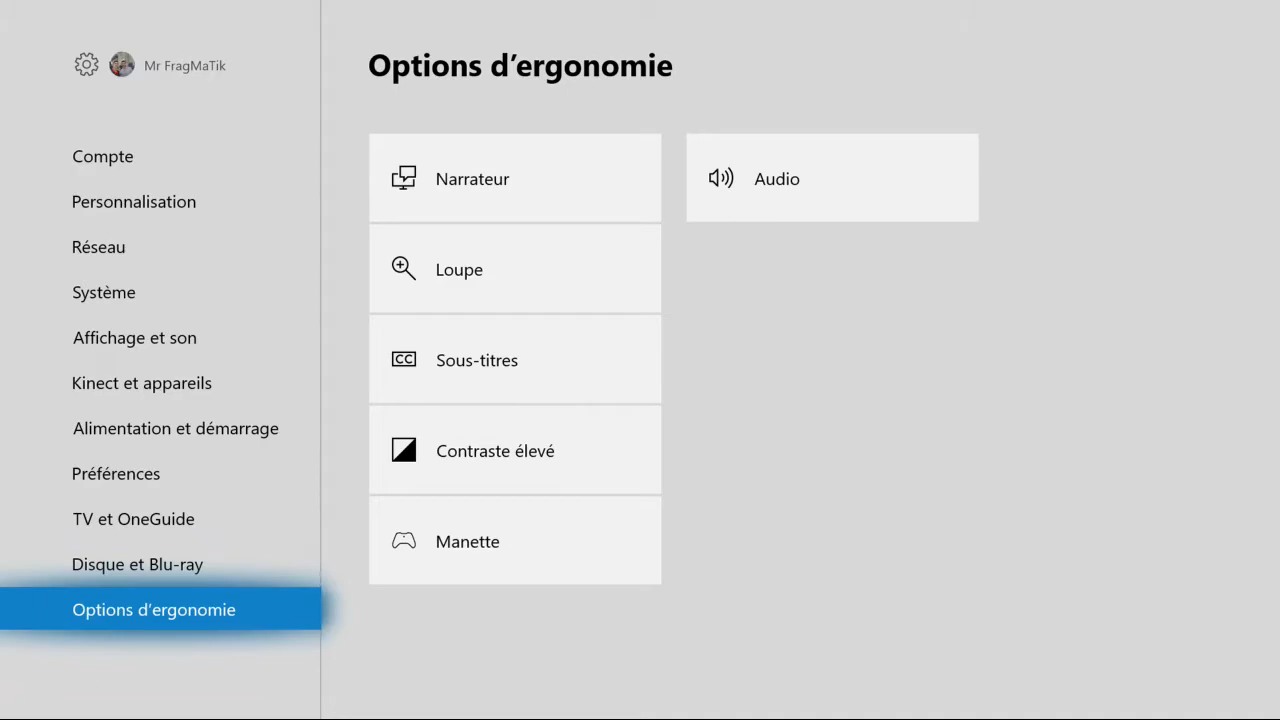 Mr FragMaTik
Compte
Personnalisation
Réseau
Système
Affichage et son
Kinect et appareils
Alimentation et démarrage
Préférences
TV et OneGuide
Disque et Blu-ray
Options d’ergonomie
Options d’ergonomie
Narrateur
Loupe
CC Sous-titres
Contraste élevé
Manette
Audio